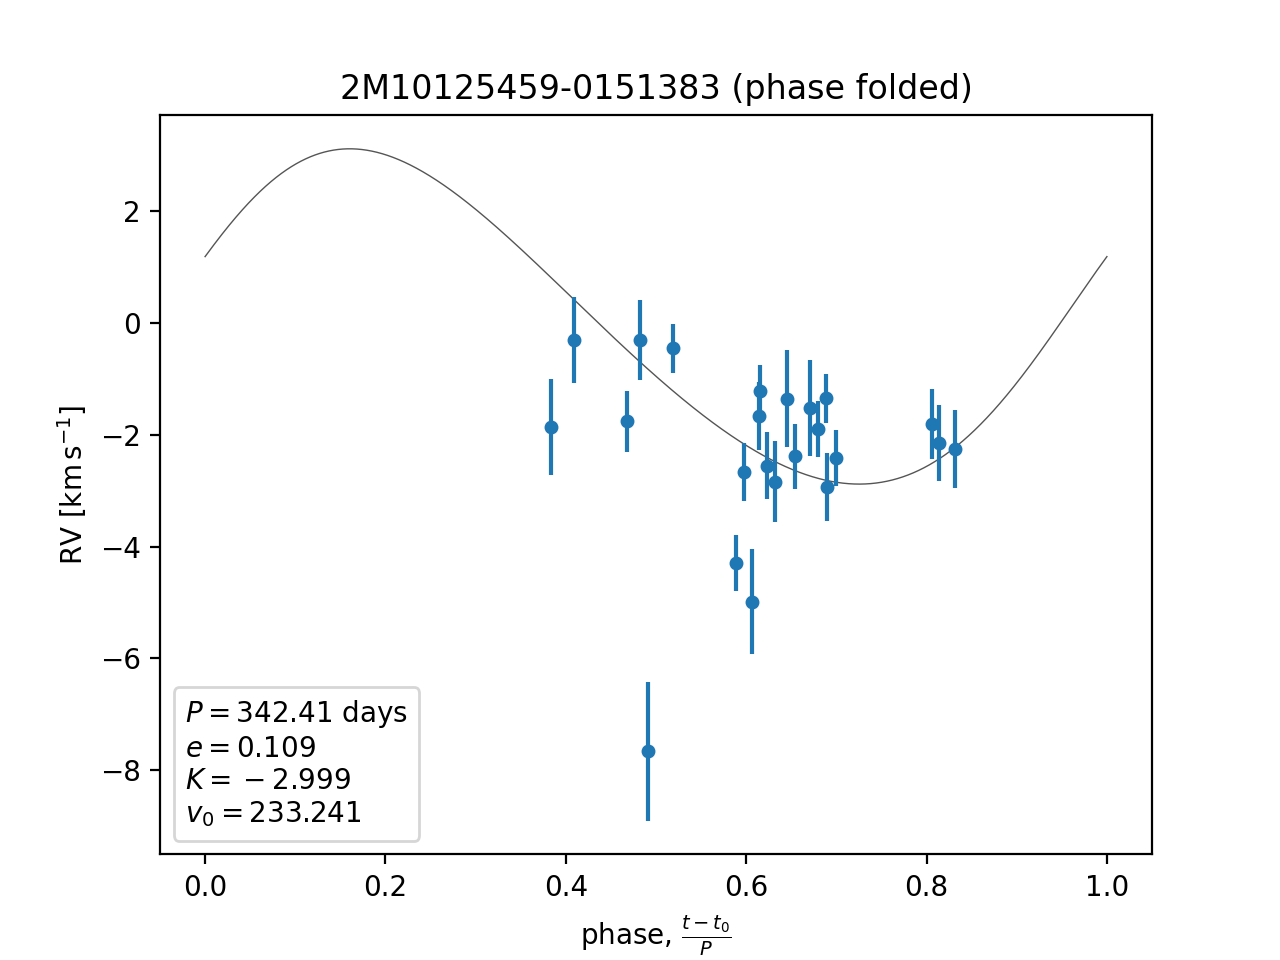 2M10125459-0151383 (phase folded)
RV [km s⁻¹]
2
0
−2
−4
−6
−8
P = 342.41 days
e = 0.109
K = −2.999
v₀ = 233.241
0.0 0.2 0.4 0.6 0.8 1.0
phase, (t − t₀)/P